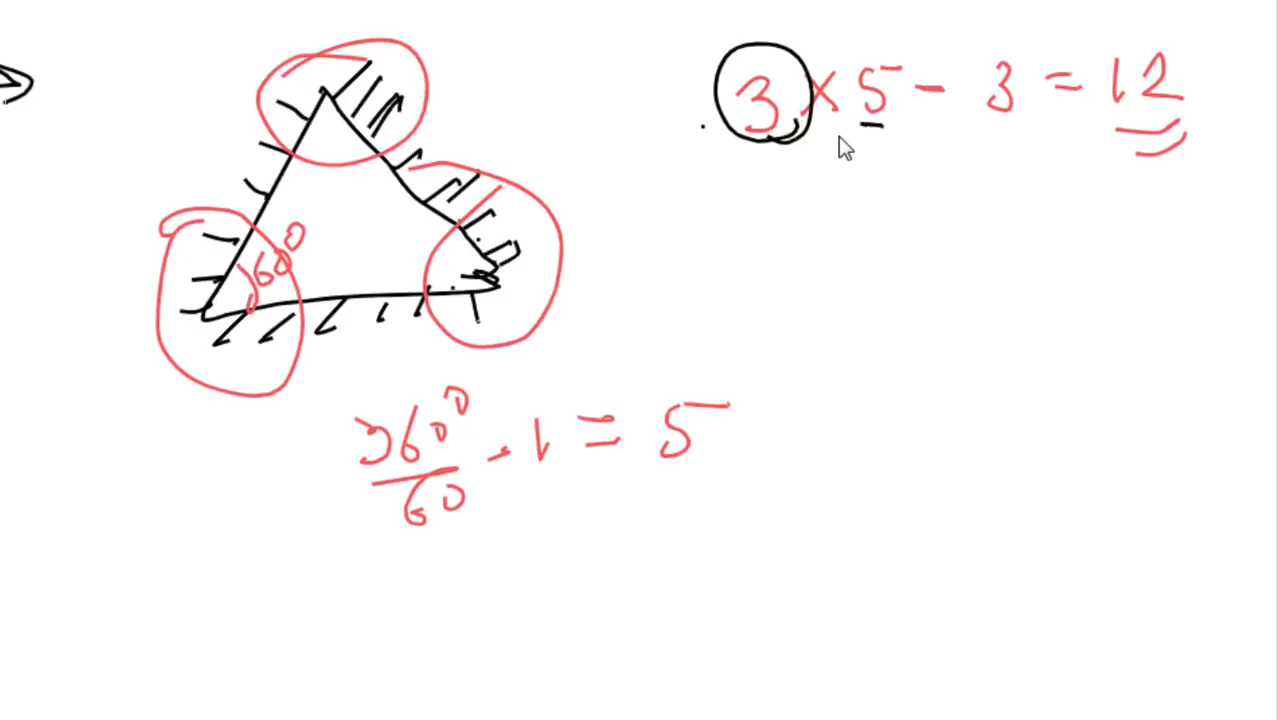 3 × 5 - 3 = 12
60°
360°/60 - 1 = 5